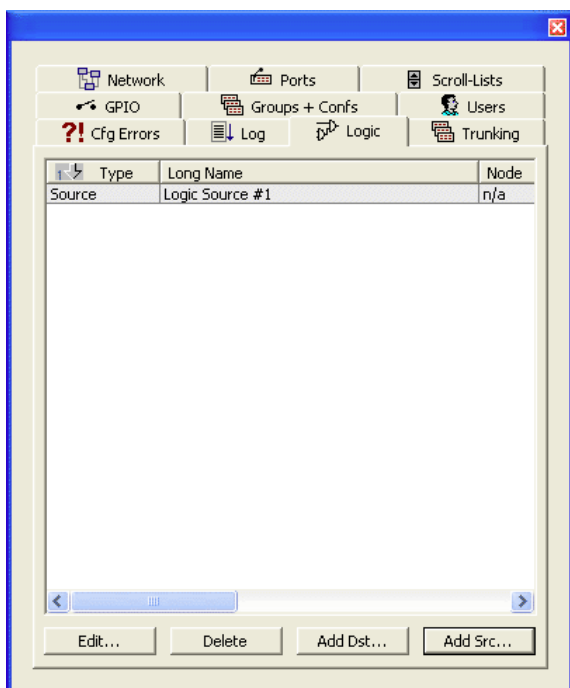 Network Ports Scroll-Lists
GPIO Groups + Confs Users
?! Cfg Errors Log Logic Trunking
Type Long Name Node
Source Logic Source #1 n/a
Edit... Delete Add Dst... Add Src...